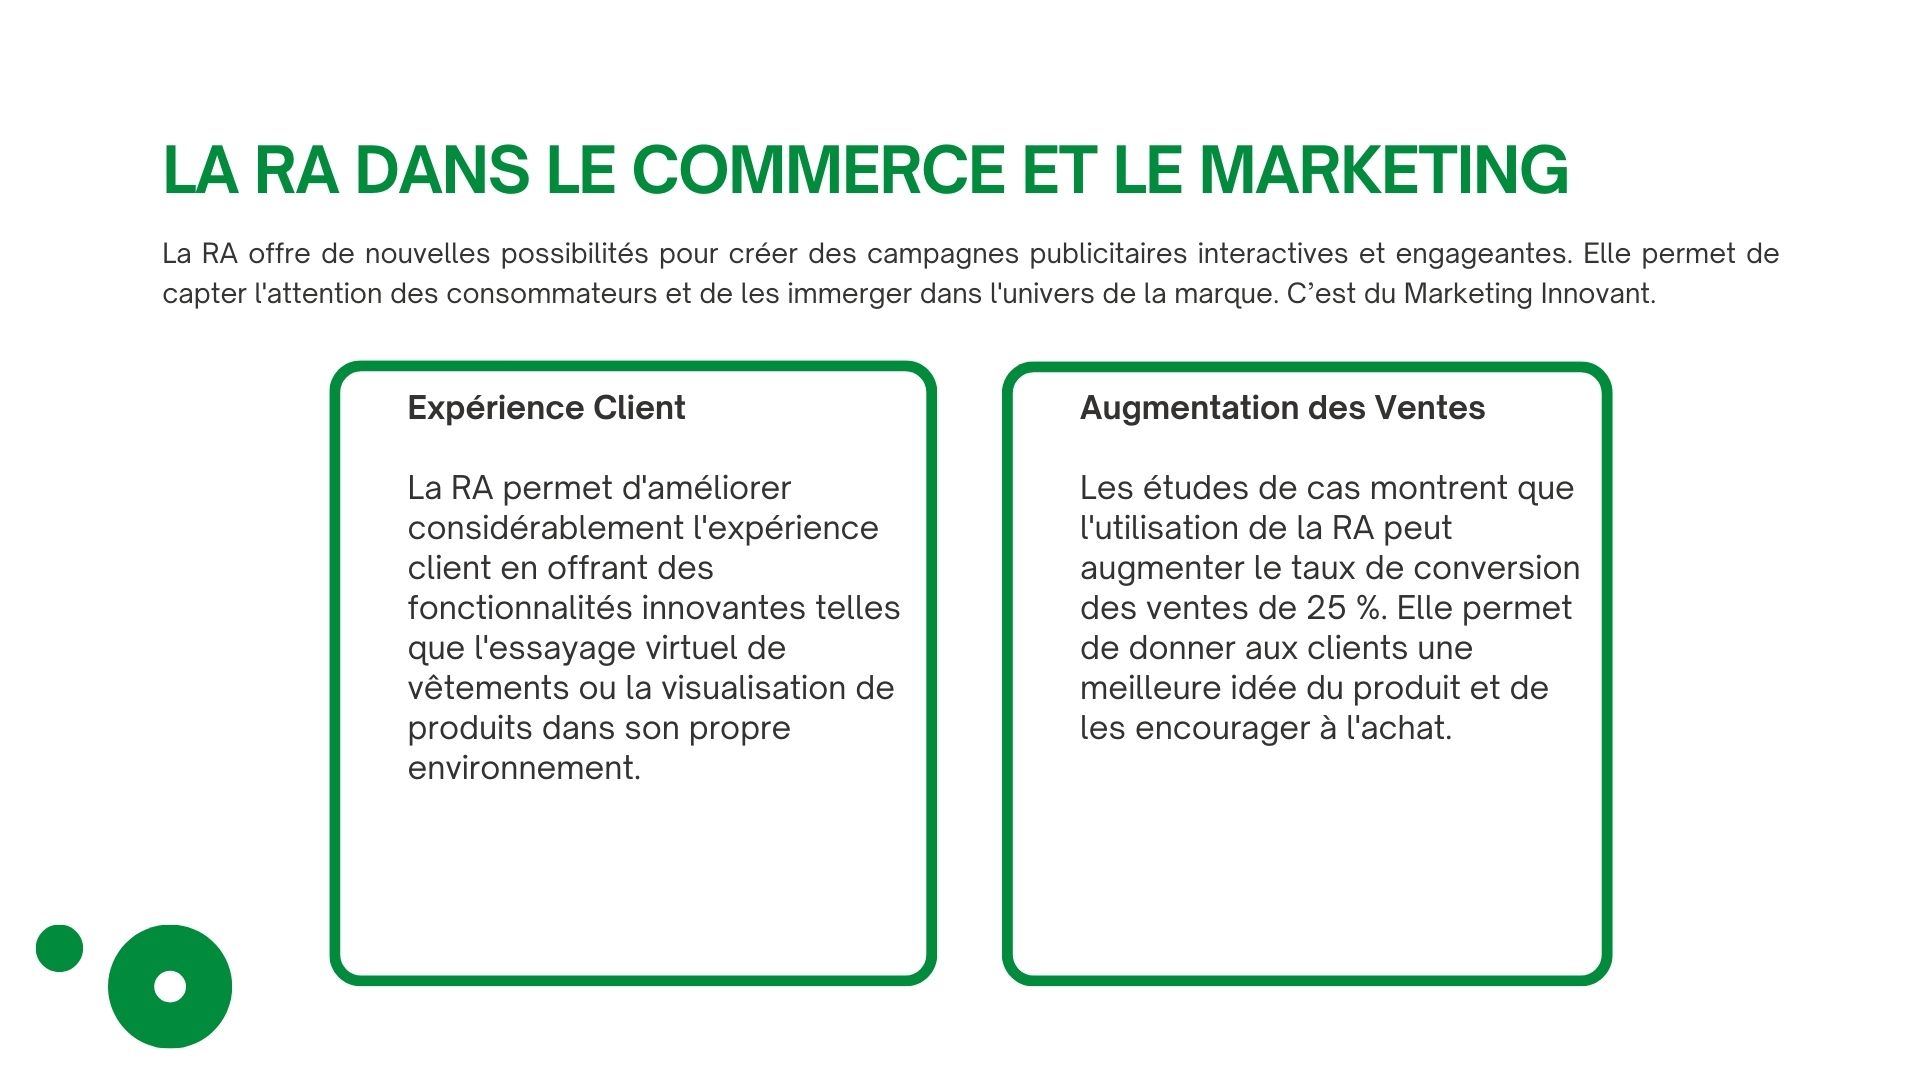 LA RA DANS LE COMMERCE ET LE MARKETING
La RA offre de nouvelles possibilités pour créer des campagnes publicitaires interactives et engageantes. Elle permet de
capter l'attention des consommateurs et de les immerger dans l'univers de la marque. C’est du Marketing Innovant.
Expérience Client
La RA permet d'améliorer
considérablement l'expérience
client en offrant des
fonctionnalités innovantes telles
que l'essayage virtuel de
vêtements ou la visualisation de
produits dans son propre
environnement.
Augmentation des Ventes
Les études de cas montrent que
l'utilisation de la RA peut
augmenter le taux de conversion
des ventes de 25 %. Elle permet
de donner aux clients une
meilleure idée du produit et de
les encourager à l'achat.